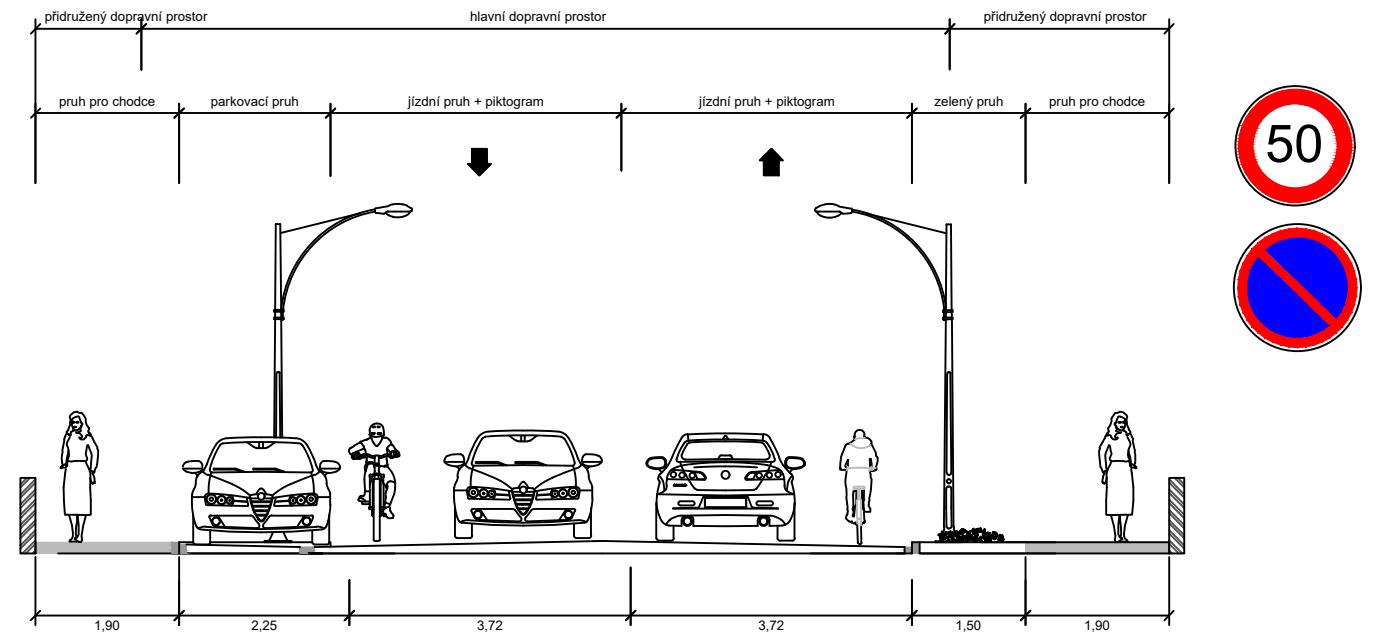 přidružený dopravní prostor hlavní dopravní prostor přidružený dopravní prostor
pruh pro chodce parkovací pruh jízdní pruh + piktogram jízdní pruh + piktogram zelený pruh pruh pro chodce
50
1,90 2,25 3,72 3,72 1,50 1,90